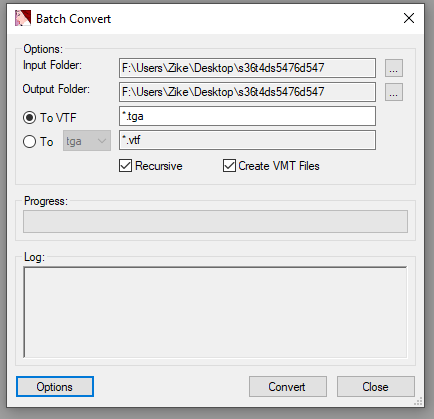 Batch Convert
Options:
Input Folder: F:\Users\Zike\Desktop\s36t4ds5476d547 ...
Output Folder: F:\Users\Zike\Desktop\s36t4ds5476d547 ...
To VTF *.tga
To tga *.vtf
Recursive Create VMT Files
Progress:
Log:
Options Convert Close